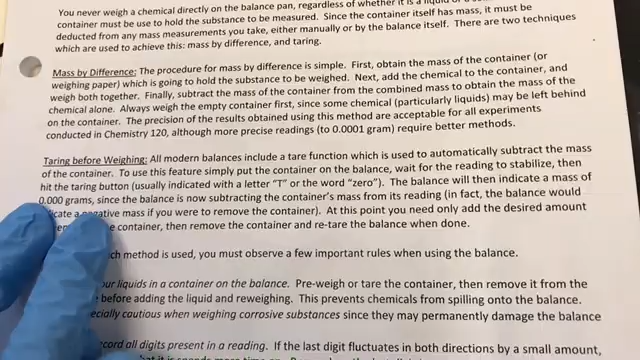 You never weigh a chemical directly on the balance pan, regardless of whether it is a liquid or a
container must be used to hold the substance to be measured. Since the container itself has mass, it must be
deducted from any mass measurements you take, either manually or by the balance itself. There are two techniques
which are used to achieve this: mass by difference, and taring.
Mass by Difference: The procedure for mass by difference is simple. First, obtain the mass of the container (or
weighing paper) which is going to hold the substance to be weighed. Next, add the chemical to the container, and
weigh both together. Finally, subtract the mass of the container from the combined mass to obtain the mass of the
chemical alone. Always weigh the empty container first, since some chemical (particularly liquids) may be left behind
on the container. The precision of the results obtained using this method are acceptable for all experiments
conducted in Chemistry 120, although more precise readings (to 0.0001 gram) require better methods.
Taring before Weighing: All modern balances include a tare function which is used to automatically subtract the mass
of the container. To use this feature simply put the container on the balance, wait for the reading to stabilize, then
hit the taring button (usually indicated with a letter "T" or the word "zero"). The balance will then indicate a mass of
0.000 grams, since the balance is now subtracting the container's mass from its reading (in fact, the balance would
a negative mass if you were to remove the container). At this point you need only add the desired amount
container, then remove the container and re-tare the balance when done.
method is used, you must observe a few important rules when using the balance.
liquids in a container on the balance. Pre-weigh or tare the container, then remove it from the
before adding the liquid and reweighing. This prevents chemicals from spilling onto the balance.
cautious when weighing corrosive substances since they may permanently damage the balance
all digits present in a reading. If the last digit fluctuates in both directions by a small amount,